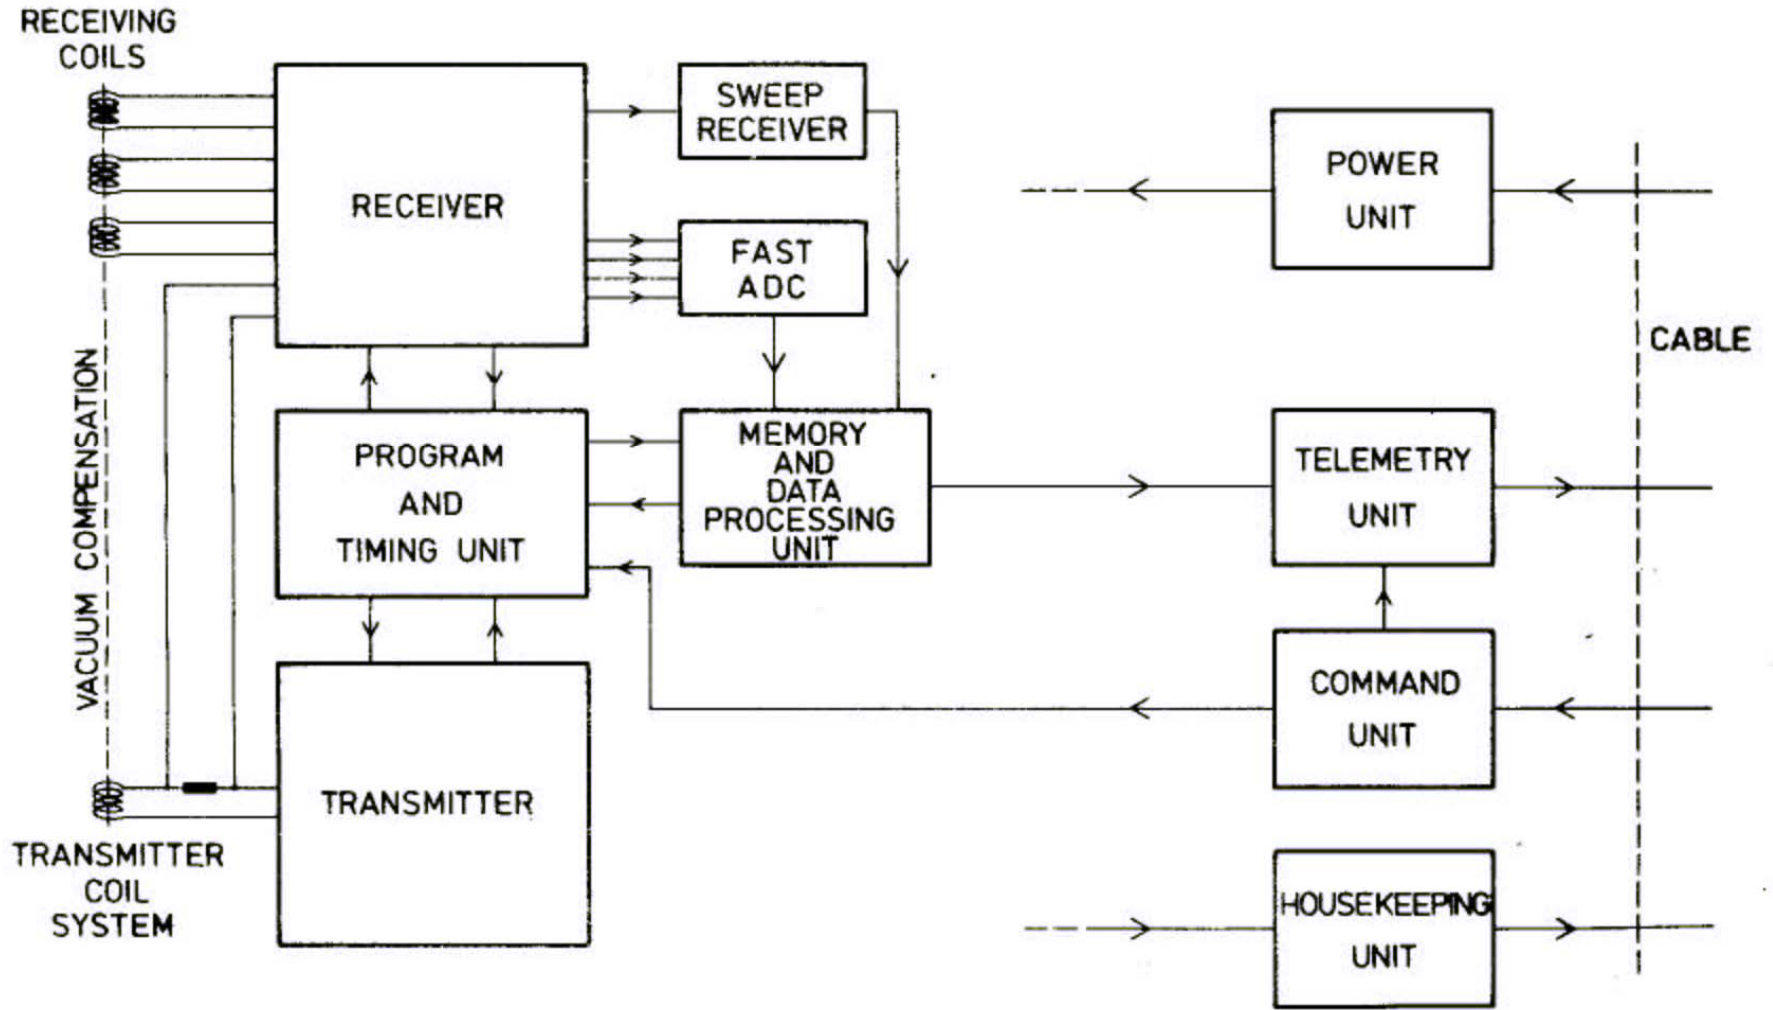 RECEIVING
COILS
RECEIVER
SWEEP
RECEIVER
FAST
ADC
POWER
UNIT
CABLE
VACUUM COMPENSATION
PROGRAM
AND
TIMING UNIT
MEMORY
AND
DATA
PROCESSING
UNIT
TELEMETRY
UNIT
COMMAND
UNIT
TRANSMITTER
TRANSMITTER
COIL
SYSTEM
HOUSEKEEPING
UNIT